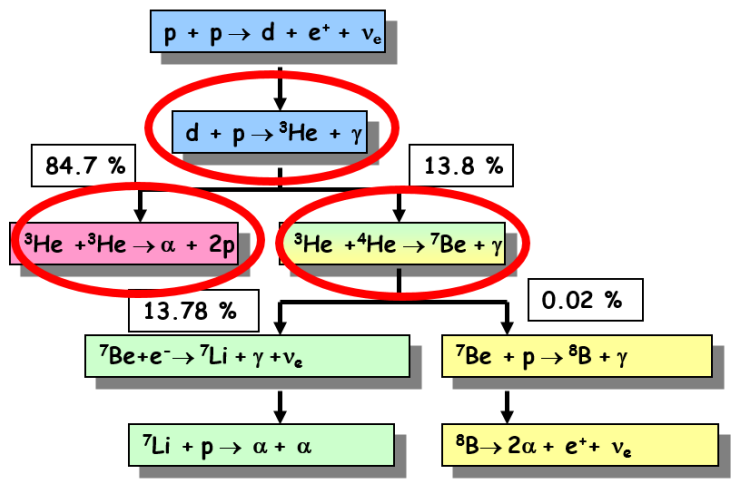 p + p → d + e⁺ + νₑ
d + p → ³He + γ
84.7 %
13.8 %
³He +³He → α + 2p
³He +⁴He → ⁷Be + γ
13.78 %
0.02 %
⁷Be+e⁻→ ⁷Li + γ +νₑ
⁷Be + p → ⁸B + γ
⁷Li + p → α + α
⁸B→ 2α + e⁺+ νₑ